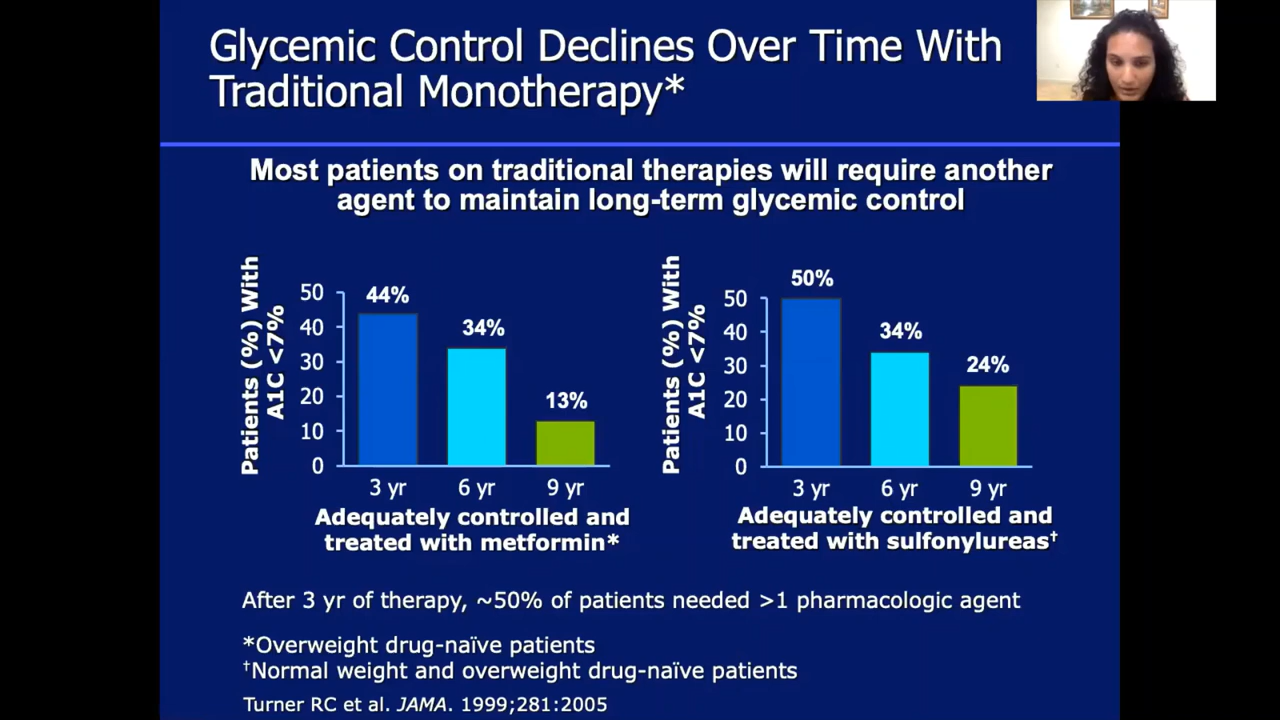 Glycemic Control Declines Over Time With
Traditional Monotherapy*
Most patients on traditional therapies will require another
agent to maintain long-term glycemic control
Patients (%) With
A1C <7%
50
40
30
20
10
0
44%
34%
13%
3 yr
6 yr
9 yr
Adequately controlled and
treated with metformin*
Patients (%) With
A1C <7%
50
40
30
20
10
0
50%
34%
24%
3 yr
6 yr
9 yr
Adequately controlled and
treated with sulfonylureas†
After 3 yr of therapy, ~50% of patients needed >1 pharmacologic agent
*Overweight drug-naïve patients
†Normal weight and overweight drug-naïve patients
Turner RC et al. JAMA. 1999;281:2005